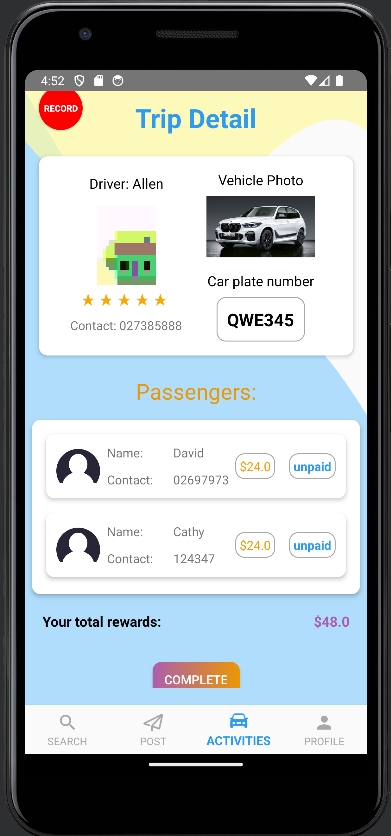 4:52
RECORD
Trip Detail
Driver: Allen
Vehicle Photo
Car plate number
QWE345
Contact: 027385888
Passengers:
Name: David
Contact: 02697973
$24.0
unpaid
Name: Cathy
Contact: 124347
$24.0
unpaid
Your total rewards: $48.0
COMPLETE
SEARCH POST ACTIVITIES PROFILE